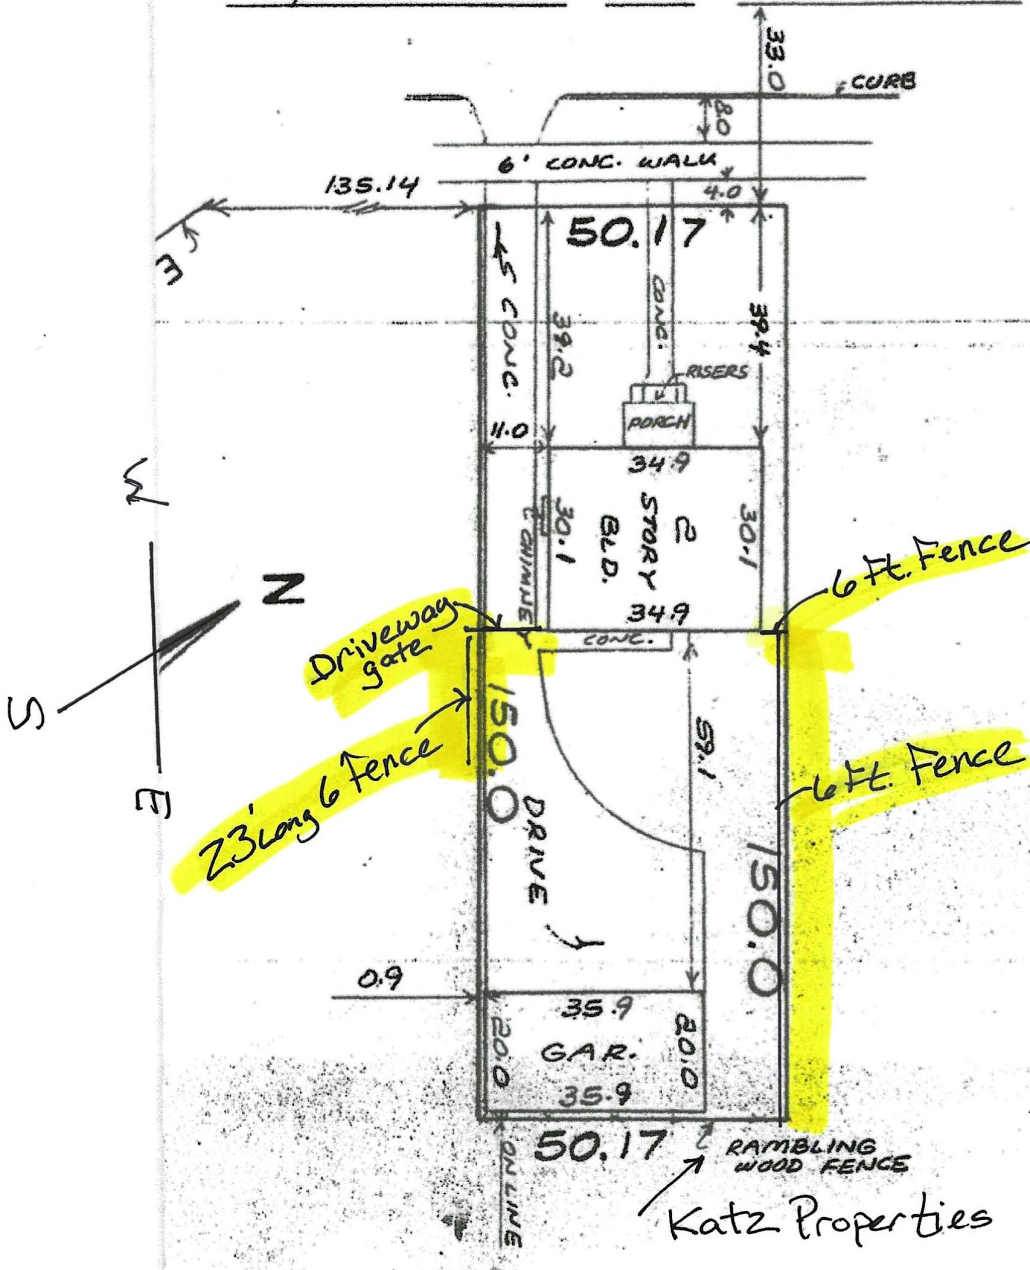 33.0
CURB
8.0
6' CONC. WALK
135.14
4.0
50.17
5 CONC.
39.2
CONC.
39.4
RISERS
PORCH
11.0
34.9
2
STORY
BLD.
30.1
30.1
CHIMNEY
34.9
CONC.
6 Ft. Fence
N
S
E
Driveway
gate
23' Long 6' Fence
150.0
59.1
6 Ft. Fence
DRIVE
150.0
0.9
35.9
20.0
GAR.
20.0
35.9
50.17
ON LINE
RAMBLING
WOOD FENCE
Katz Properties